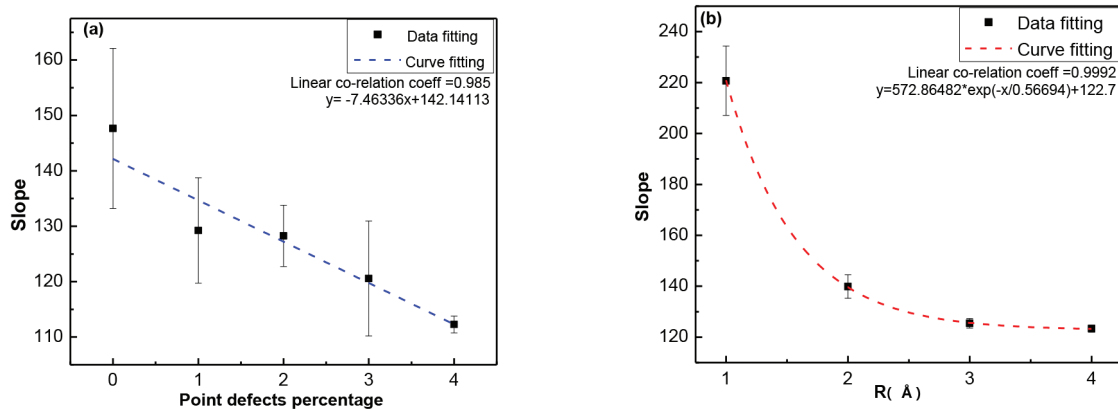 (a)
Data fitting
Curve fitting
Linear co-relation coeff =0.985
y= -7.46336x+142.14113
160
150
140
130
120
110
Slope
0 1 2 3 4
Point defects percentage
(b)
Data fitting
Curve fitting
Linear co-relation coeff =0.9992
y=572.86482*exp(-x/0.56694)+122.7
240
220
200
180
160
140
120
Slope
1 2 3 4
R( Å)